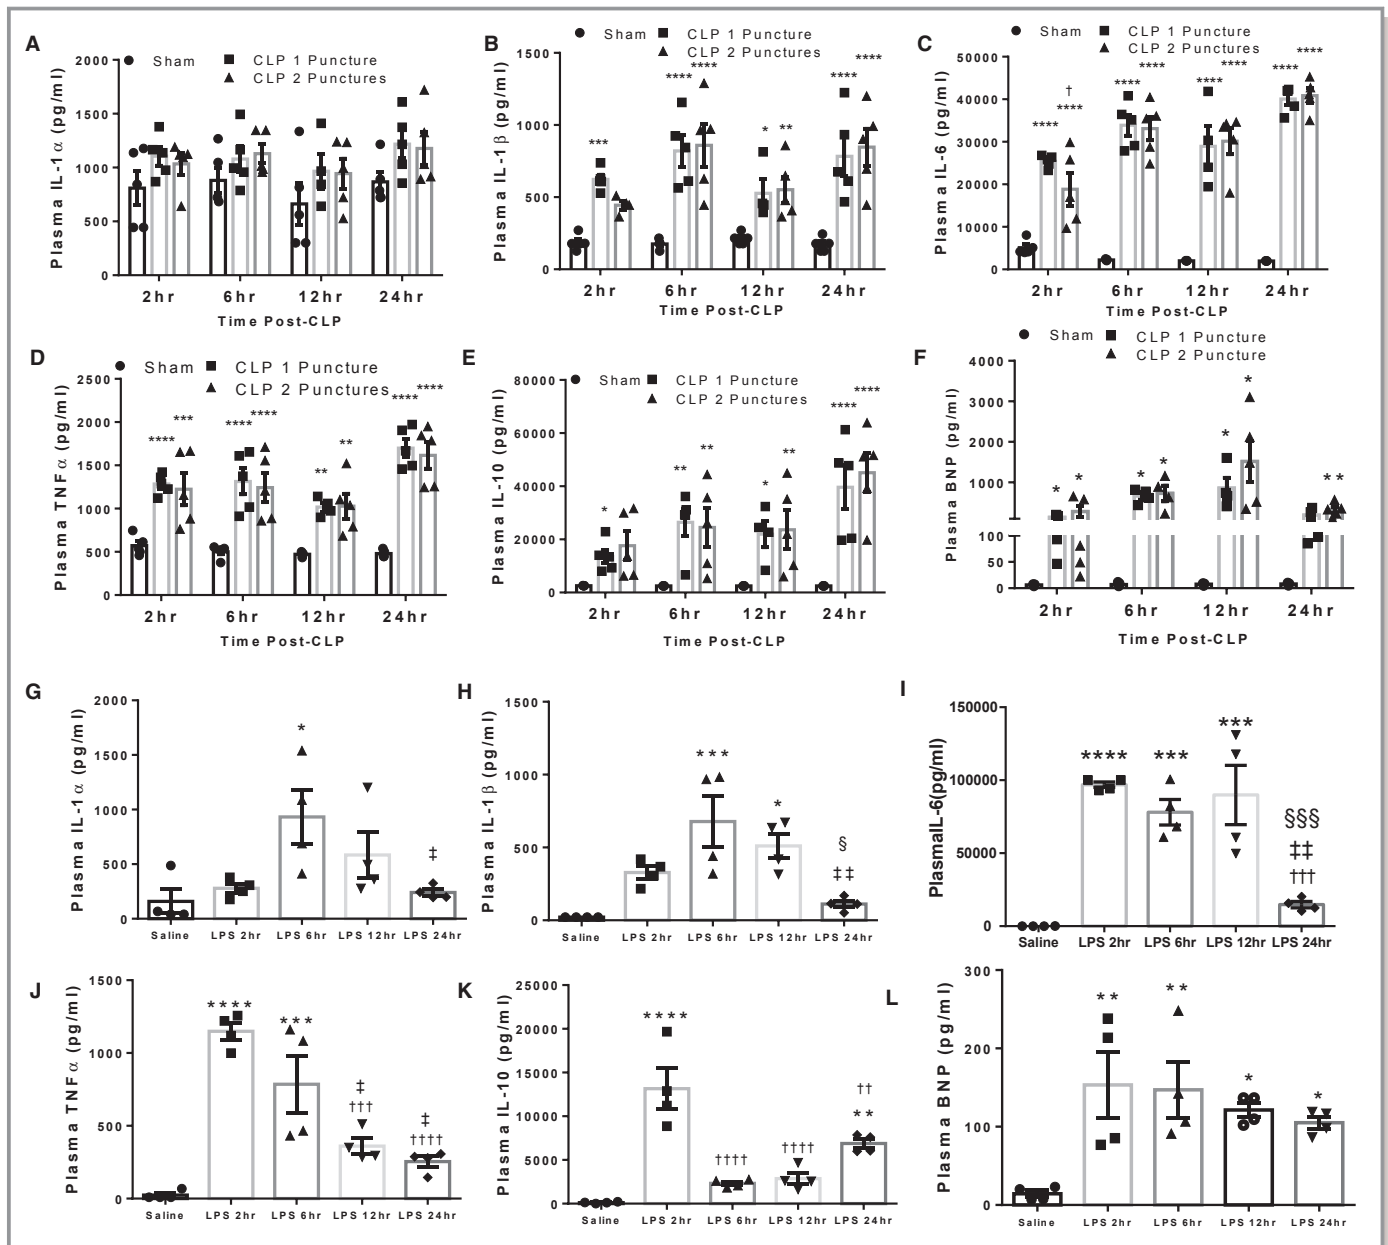 A
Plasma IL-1α (pg/ml)
Sham
CLP 1 Puncture
CLP 2 Punctures
2000
1500
1000
500
0
2hr 6hr 12hr 24hr
Time Post-CLP
B
Plasma IL-1β (pg/ml)
Sham
CLP 1 Puncture
CLP 2 Punctures
1500
1000
500
0
*** **** **** * ** **** ****
2hr 6hr 12hr 24hr
Time Post-CLP
C
Plasma IL-6 (pg/ml)
Sham
CLP 1 Puncture
CLP 2 Punctures
50000
40000
30000
20000
10000
0
†
**** **** **** **** **** **** **** ****
2hr 6hr 12hr 24hr
Time Post-CLP
D
Plasma TNFα (pg/ml)
Sham
CLP 1 Puncture
CLP 2 Punctures
2500
2000
1500
1000
500
0
**** *** **** **** ** ** **** ****
2hr 6hr 12hr 24hr
Time Post-CLP
E
Plasma IL-10 (pg/ml)
Sham
CLP 1 Puncture
CLP 2 Punctures
80000
60000
40000
20000
0
* ** ** * ** **** ****
2hr 6hr 12hr 24hr
Time Post-CLP
F
Plasma BNP (pg/ml)
Sham
CLP 1 Puncture
CLP 2 Punctures
4000
3000
2000
1000
100
50
0
* * * * * * * *
2hr 6hr 12hr 24hr
Time Post-CLP
G
Plasma IL-1α (pg/ml)
2000
1500
1000
500
0
* ‡
Saline LPS 2hr LPS 6hr LPS 12hr LPS 24hr
H
Plasma IL-1β (pg/ml)
1500
1000
500
0
*** * §
‡‡
Saline LPS 2hr LPS 6hr LPS 12hr LPS 24hr
I
PlasmaIL-6(pg/ml)
150000
100000
50000
0
**** *** *** §§§
‡‡
†††
Saline LPS 2hr LPS 6hr LPS 12hr LPS 24hr
J
Plasma TNFα (pg/ml)
1500
1000
500
0
**** *** ‡ ‡
††† ††††
Saline LPS 2hr LPS 6hr LPS 12hr LPS 24hr
K
Plasma IL-10 (pg/ml)
25000
20000
15000
10000
5000
0
**** †††† †††† ††
**
Saline LPS 2hr LPS 6hr LPS 12hr LPS 24hr
L
Plasma BNP (pg/ml)
300
200
100
0
** ** * *
Saline LPS 2hr LPS 6hr LPS 12hr LPS 24hr